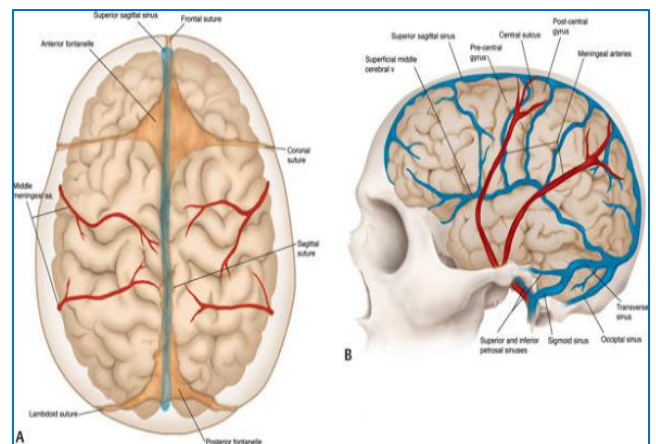 Superior sagittal sinus
Frontal suture
Anterior fontanelle
Coronal
suture
Middle
meningeal aa.
Sagittal
suture
Lambdoid suture
Posterior fontanelle
A
Superior sagittal sinus
Superficial middle
cerebral v
Pre-central
gyrus
Central sulcus
Post-central
gyrus
Meningeal arteries
Transverse
sinus
Occiptal sinus
Sigmoid sinus
Superior and inferior
petrosal sinuses
B